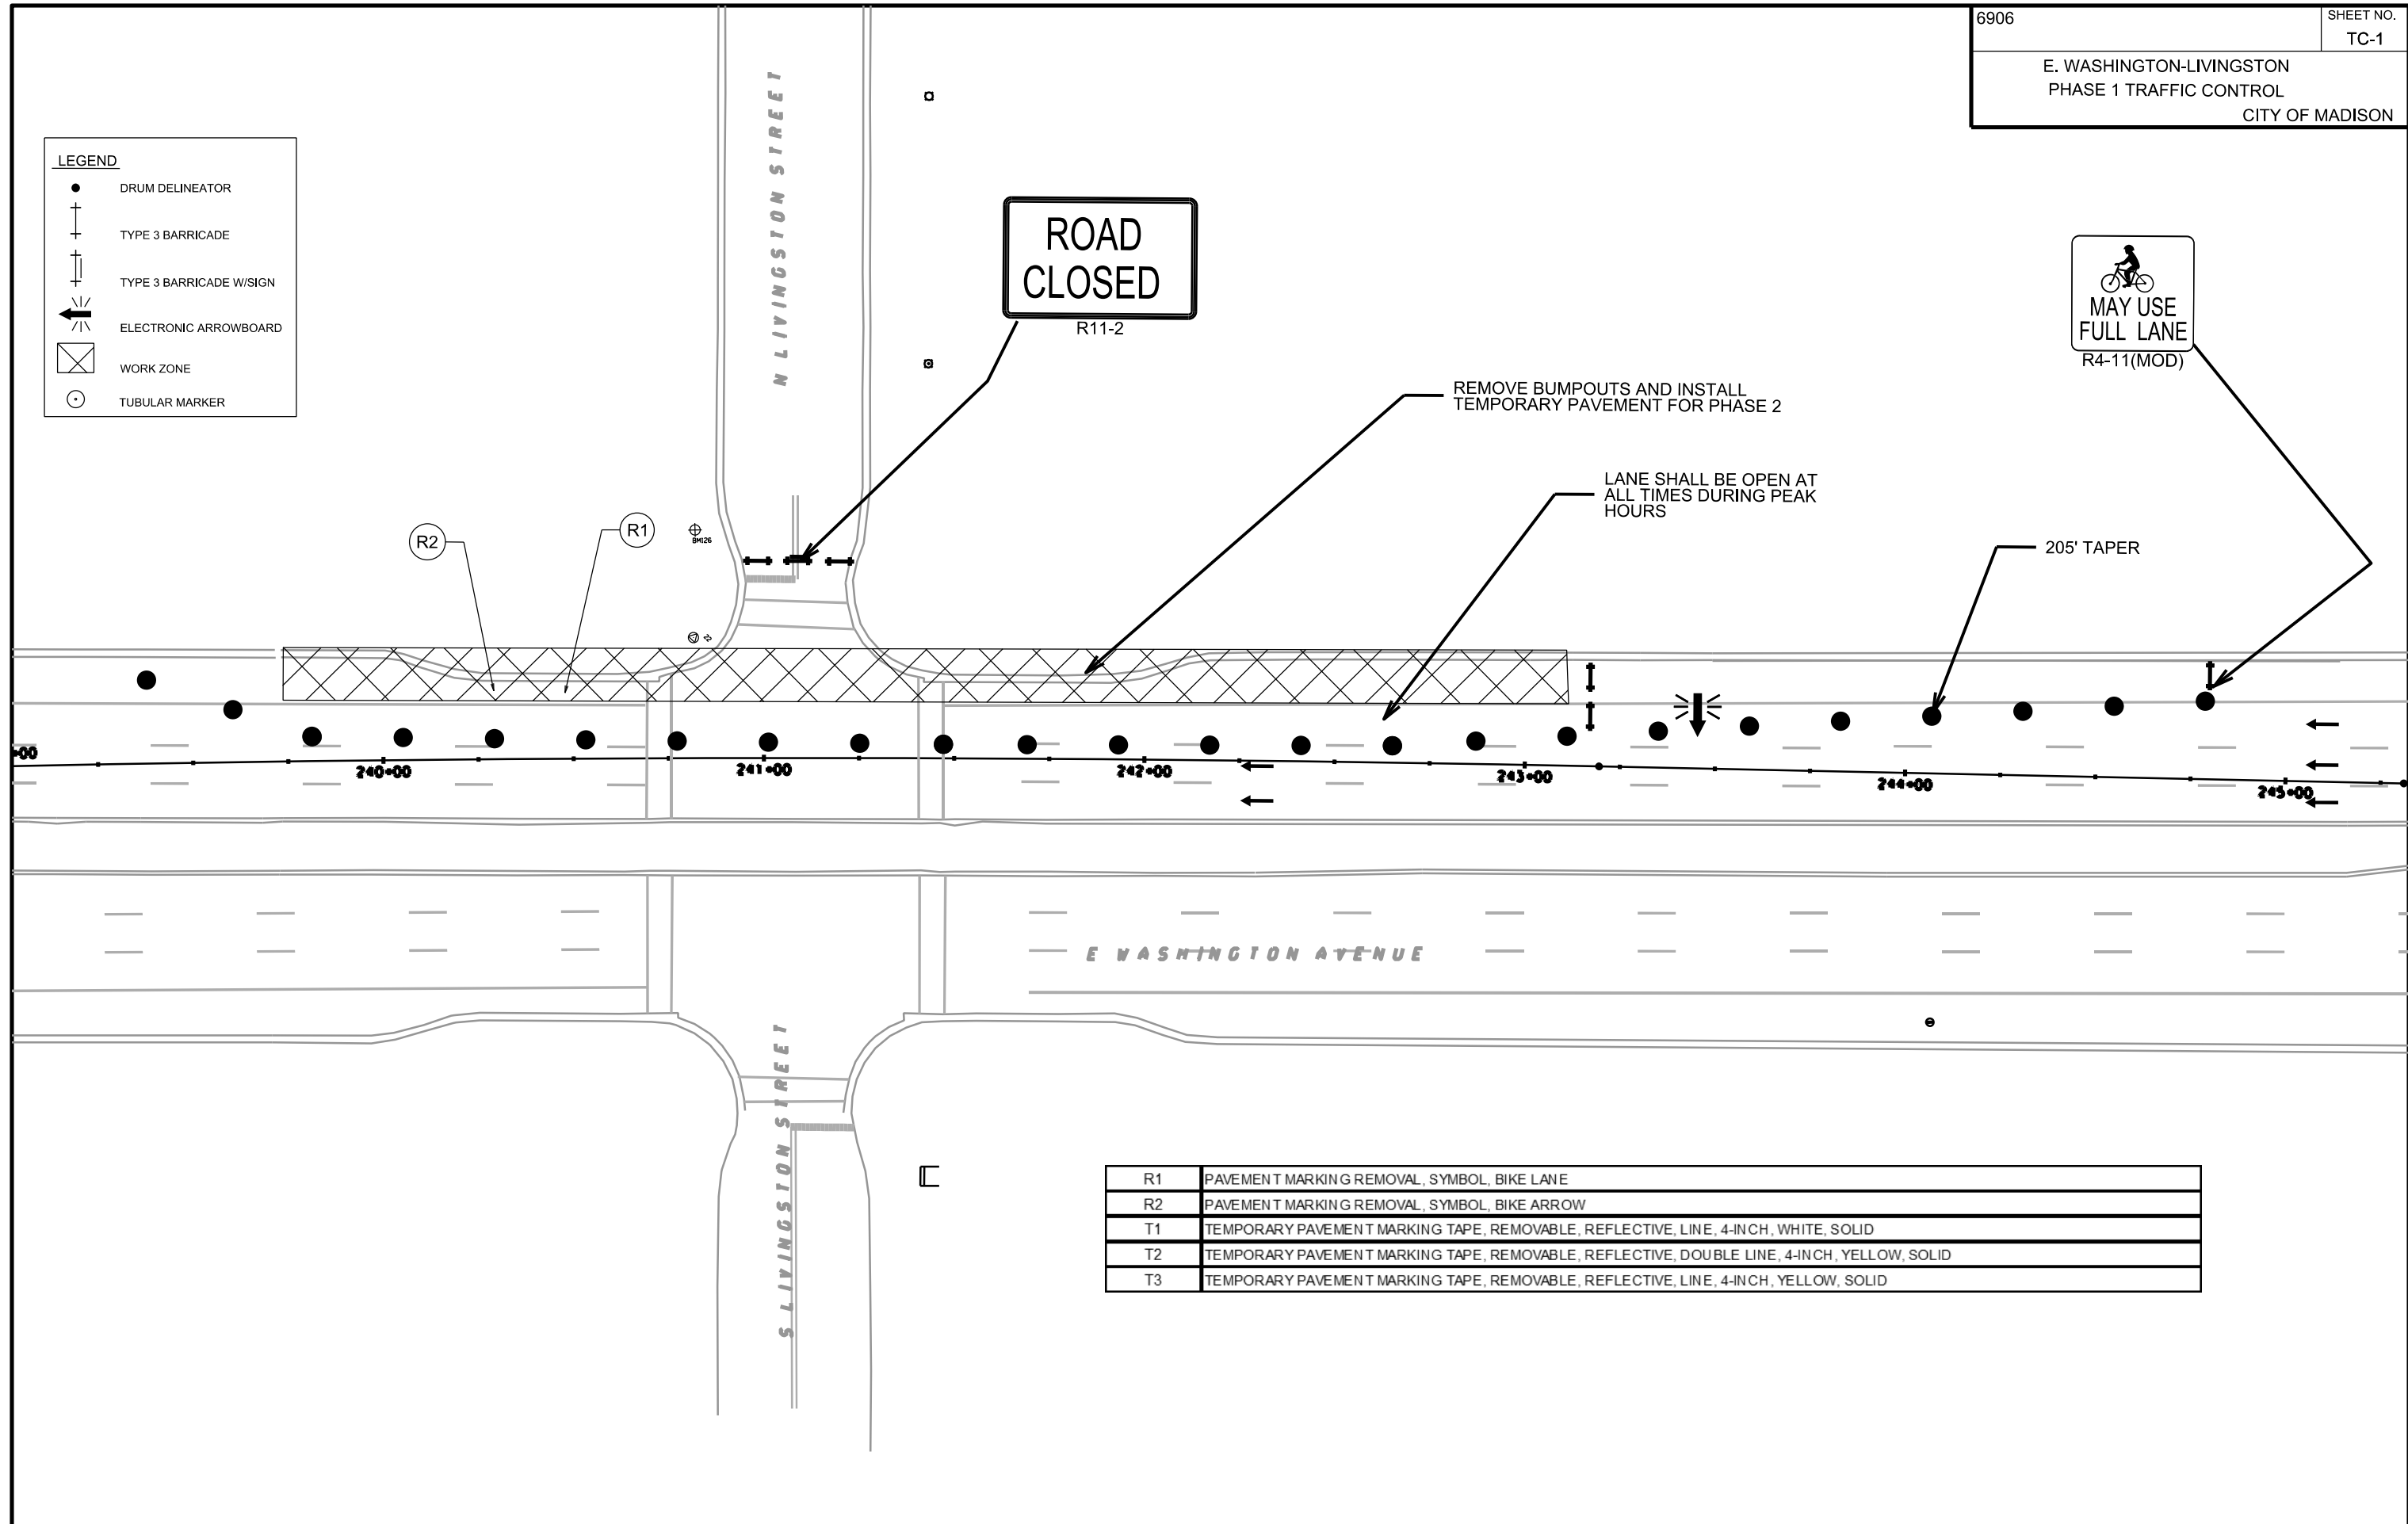 6906
SHEET NO.
TC-1
E. WASHINGTON-LIVINGSTON
PHASE 1 TRAFFIC CONTROL
CITY OF MADISON
LEGEND
DRUM DELINEATOR
TYPE 3 BARRICADE
TYPE 3 BARRICADE W/SIGN
ELECTRONIC ARROWBOARD
WORK ZONE
TUBULAR MARKER
N LIVINGSTON STREET
ROAD
CLOSED
R11-2
MAY USE
FULL LANE
R4-11(MOD)
REMOVE BUMPOUTS AND INSTALL
TEMPORARY PAVEMENT FOR PHASE 2
LANE SHALL BE OPEN AT
ALL TIMES DURING PEAK
HOURS
205' TAPER
R2
R1
BM126
+00
240+00
241+00
242+00
243+00
244+00
245+00
E WASHINGTON AVENUE
S LIVINGSTON STREET
R1 PAVEMENT MARKING REMOVAL, SYMBOL, BIKE LANE
R2 PAVEMENT MARKING REMOVAL, SYMBOL, BIKE ARROW
T1 TEMPORARY PAVEMENT MARKING TAPE, REMOVABLE, REFLECTIVE, LINE, 4-INCH, WHITE, SOLID
T2 TEMPORARY PAVEMENT MARKING TAPE, REMOVABLE, REFLECTIVE, DOUBLE LINE, 4-INCH, YELLOW, SOLID
T3 TEMPORARY PAVEMENT MARKING TAPE, REMOVABLE, REFLECTIVE, LINE, 4-INCH, YELLOW, SOLID